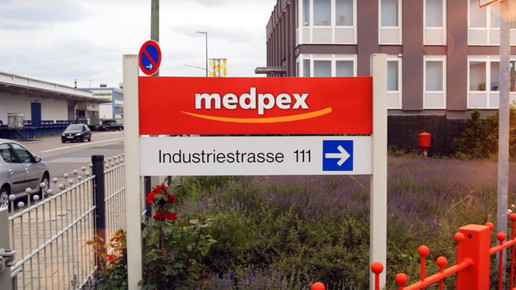 medpex
Industriestrasse 111